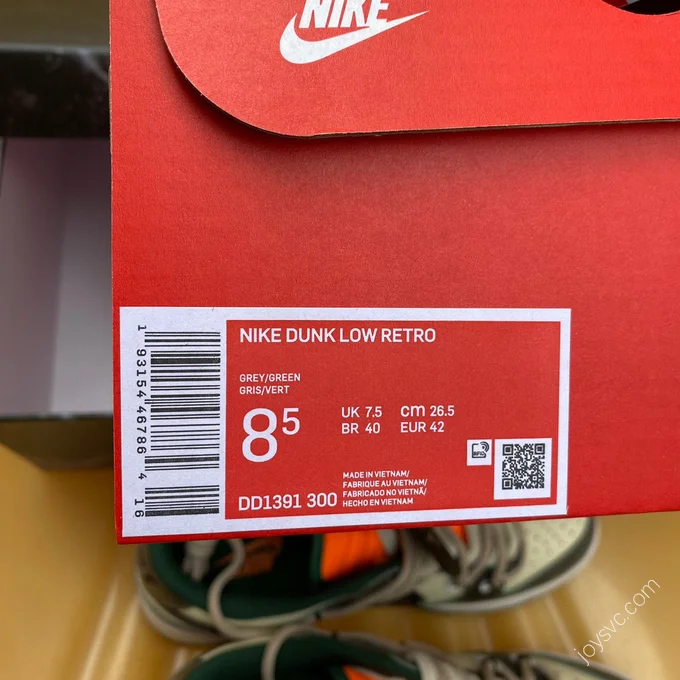 NIKE
NIKE DUNK LOW RETRO
GREY/GREEN
GRIS/VERT
85
UK 7.5 cm 26.5
BR 40 EUR 42
RFID
DD1391 300
MADE IN VIETNAM/
FABRIQUE AU VIETNAM/
FABRICADO NO VIETNÃ/
HECHO EN VIETNAM
1 93154 46786 4 16
joysvc.com